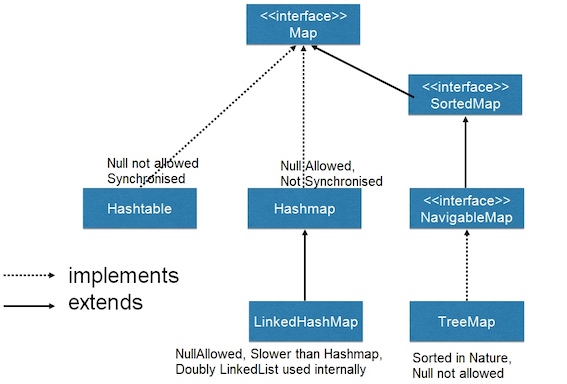 <<interface>>
Map
<<interface>>
SortedMap
Null not allowed
Synchronised
Null Allowed,
Not Synchronised
Hashtable
Hashmap
<<interface>>
NavigableMap
implements
extends
LinkedHashMap
TreeMap
NullAllowed, Slower than Hashmap,
Doubly LinkedList used internally
Sorted in Nature,
Null not allowed